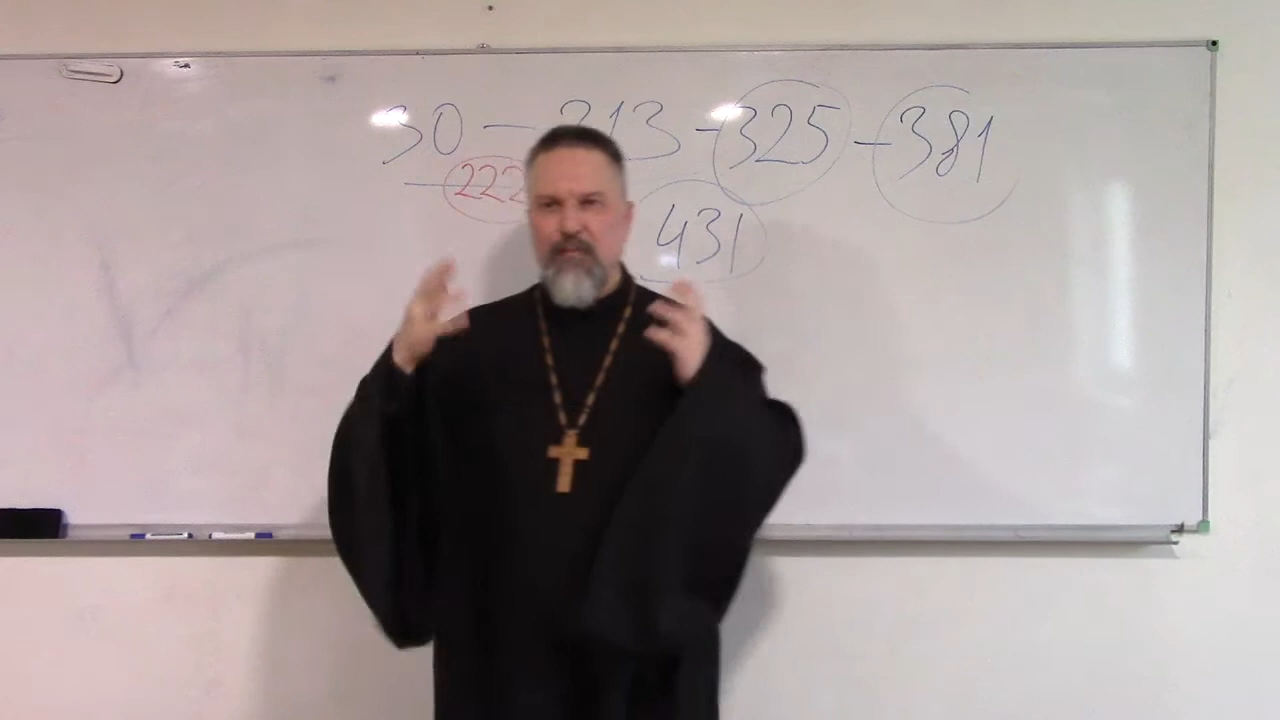 30 — 313 — 325 — 381
— 222
431